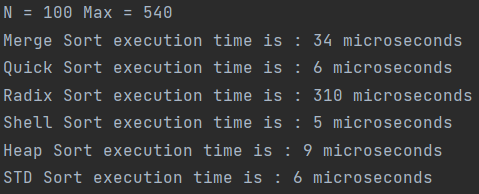 N = 100 Max = 540
Merge Sort execution time is : 34 microseconds
Quick Sort execution time is : 6 microseconds
Radix Sort execution time is : 310 microseconds
Shell Sort execution time is : 5 microseconds
Heap Sort execution time is : 9 microseconds
STD Sort execution time is : 6 microseconds